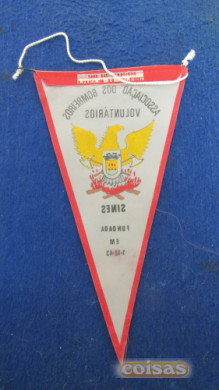 ASSOCIAÇÃO DOS BOMBEIROS
VOLUNTÁRIOS
SINES
FUNDADA
EM
coisas